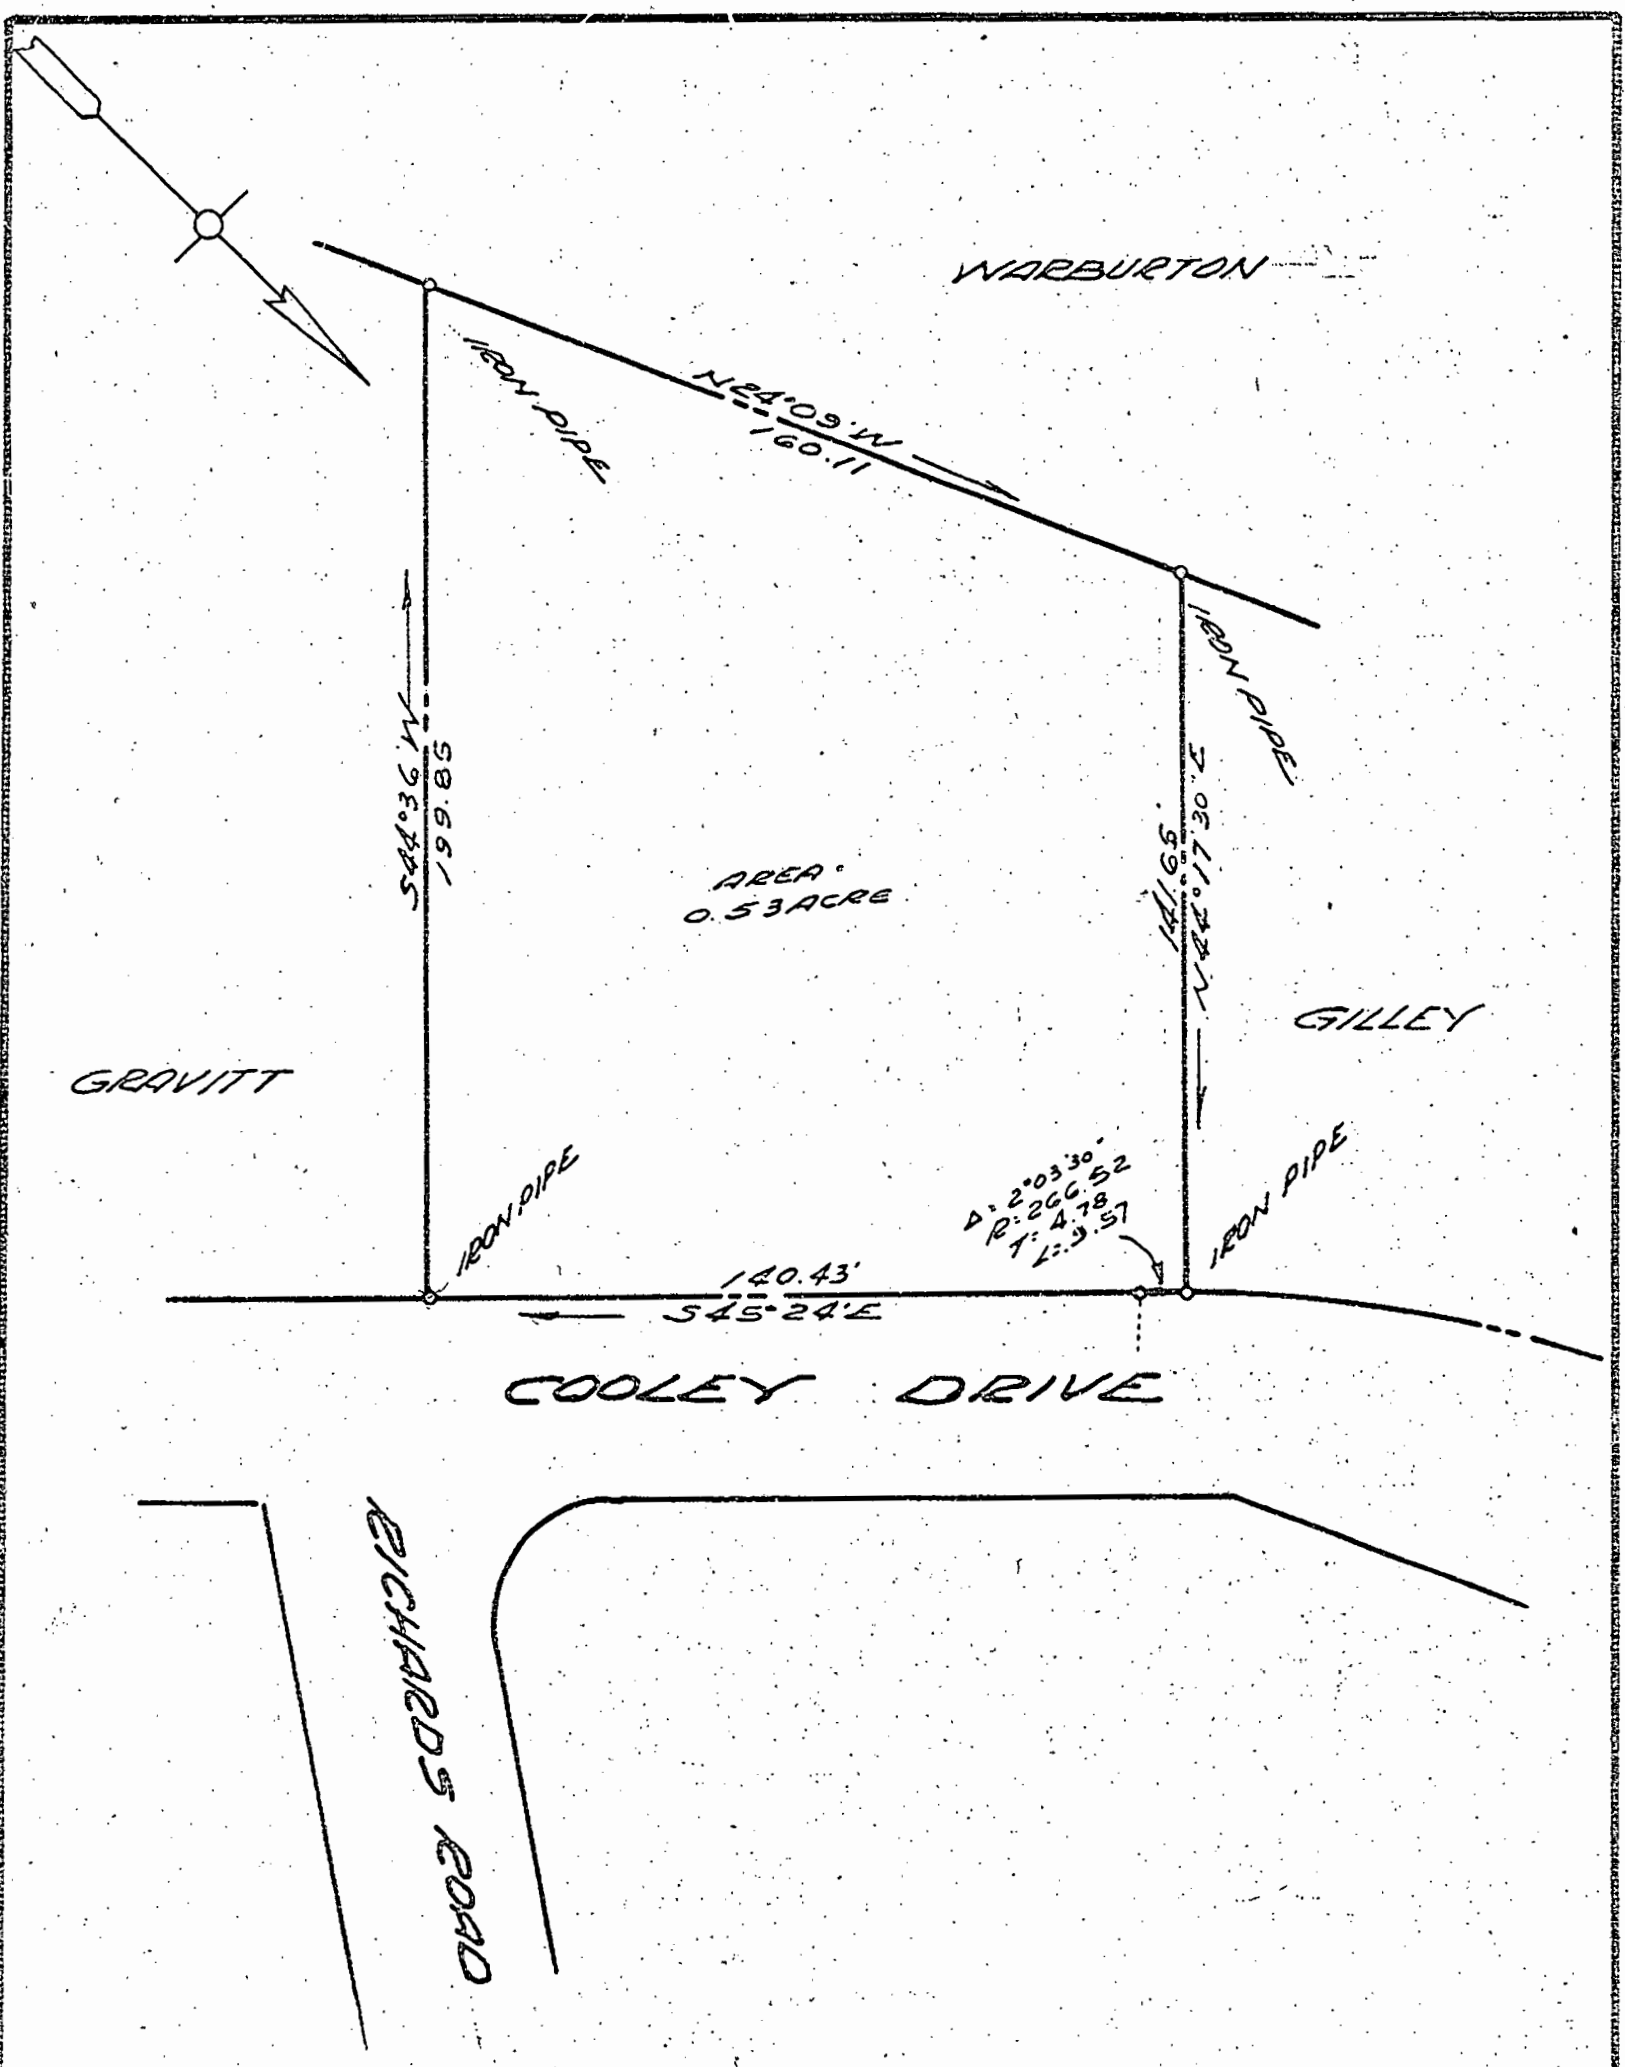 WARBURTON
IRON PIPE
N24°09'W
160.11
IRON PIPE
S44°36'W
199.85
N44°17'30"E
141.65
AREA
0.53 ACRE
GILLEY
GRAVITT
IRON PIPE
Δ=2°03'30"
R=266.52
T=4.78
L=9.57
IRON PIPE
140.43'
S45°24'E
COOLEY DRIVE
RICHARDS ROAD